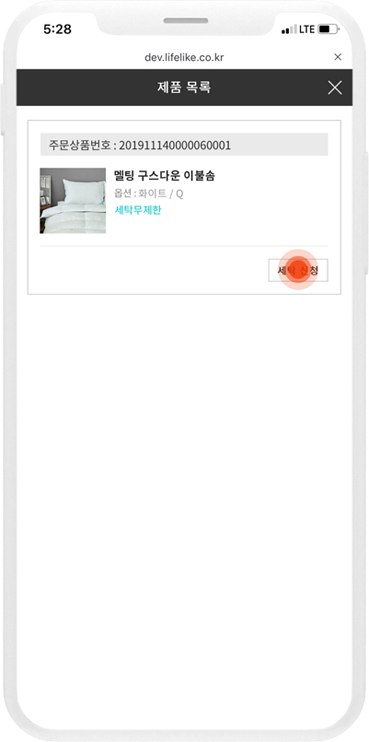 5:28
LTE
dev.lifelike.co.kr
제품 목록
주문상품번호 : 201911140000060001
멜팅 구스다운 이불솜
옵션 : 화이트 / Q
세탁무제한
세탁 신청